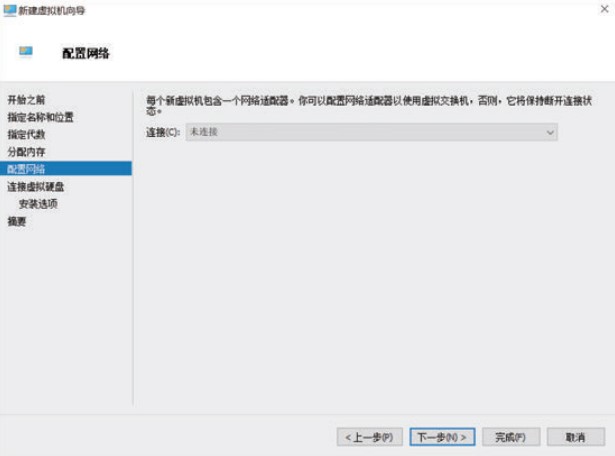 新建虚拟机向导
配置网络
开始之前
指定名称和位置
指定代数
分配内存
配置网络
连接虚拟硬盘
安装选项
摘要
每个新虚拟机包含一个网络适配器。你可以配置网络适配器以使用虚拟交换机，否则，它将保持断开连接状
态。
连接(C): 未连接
< 上一步(P) 下一步(N) > 完成(F) 取消